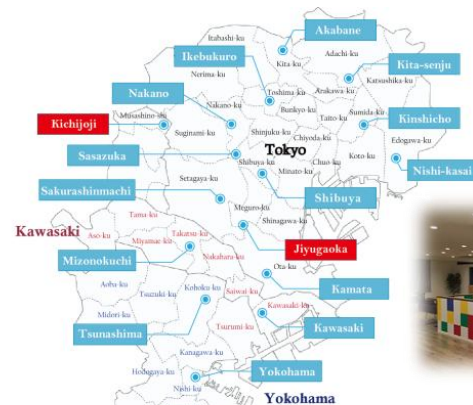 Akabane
Itabashi-ku
Adachi-ku
Ikebukuro
Kita-ku
Kita-senju
Nerima-ku
Katsushika-ku
Toshima-ku
Arakawa-ku
Nakano
Bunkyo-ku
Taito-ku
Sumida-ku
Kinshicho
Kichijoji
Musashino-ku
Nakano-ku
Suginami-ku
Shinjuku-ku
Chiyoda-ku
Edogawa-ku
Tokyo
Sasazuka
Shibuya-ku
Chuo-ku
Koto-ku
Nishi-kasai
Minato-ku
Setagaya-ku
Sakurashinmachi
Shibuya
Meguro-ku
Tama-ku
Shinagawa-ku
Kawasaki
Aso-ku
Miyamae-ku
Takatsu-ku
Jiyugaoka
Mizonokuchi
Nakahara-ku
Ota-ku
Kamata
Aoba-ku
Tsuzuki-ku
Kohoku-ku
Saiwai-ku
Midori-ku
Kawasaki-ku
Tsunashima
Tsurumi-ku
Kawasaki
Kanagawa-ku
Hodogaya-ku
Yokohama
Nishi-ku
Yokohama